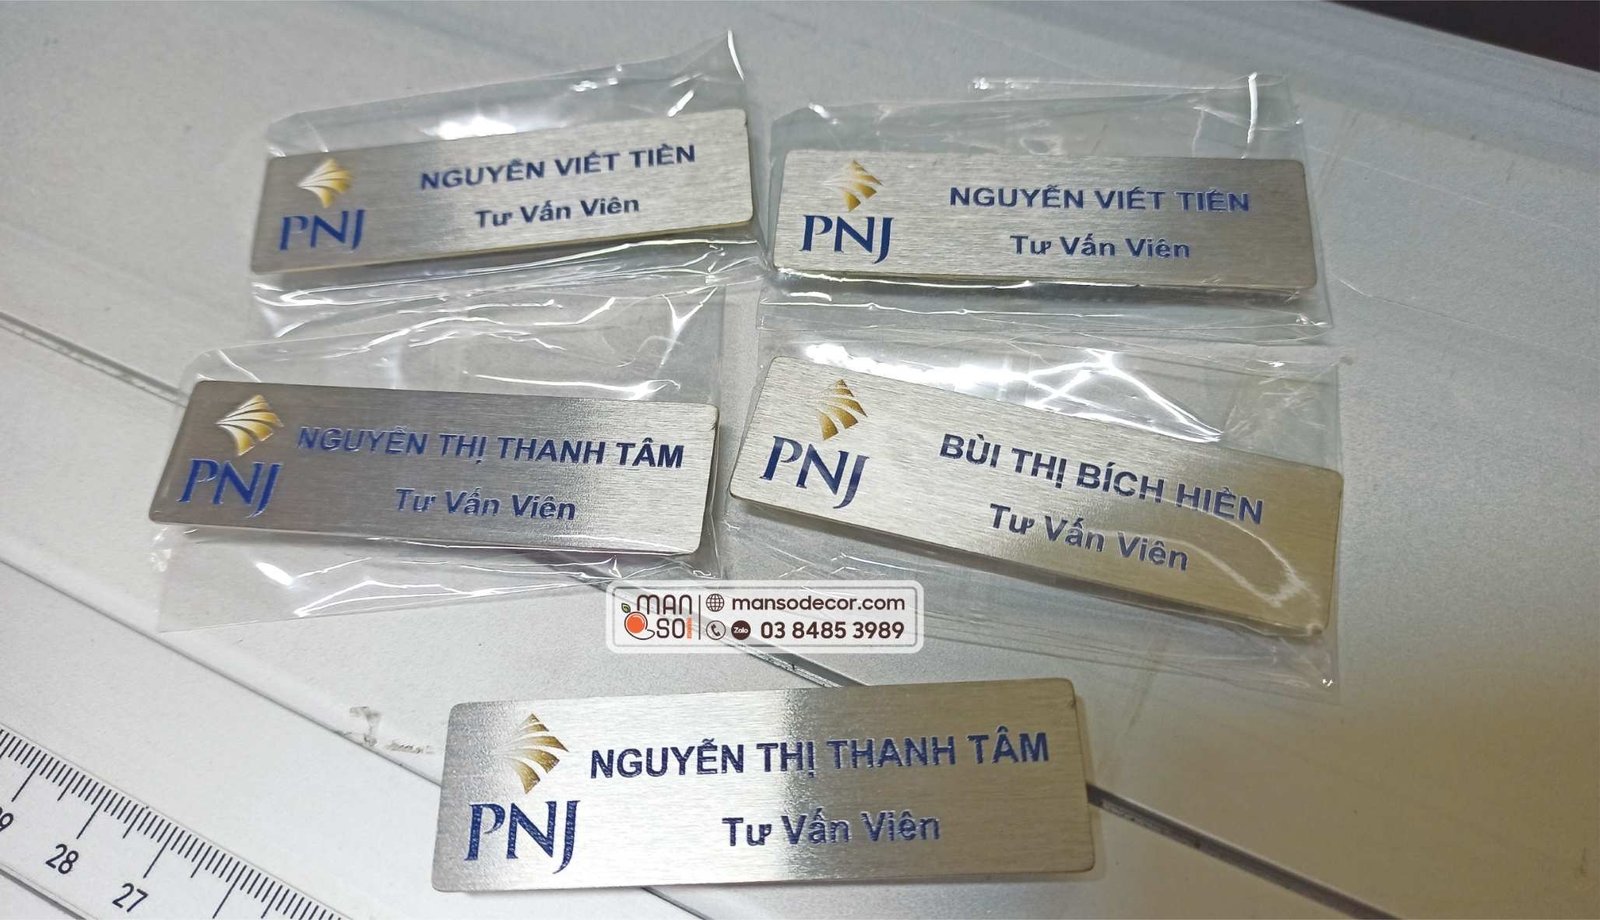 PNJ
NGUYỄN VIẾT TIẾN
Tư Vấn Viên
PNJ
NGUYỄN VIẾT TIẾN
Tư Vấn Viên
PNJ
NGUYỄN THỊ THANH TÂM
Tư Vấn Viên
PNJ
BÙI THỊ BÍCH HIỀN
Tư Vấn Viên
MAN
SO
mansodecor.com
Zalo
03 8485 3989
PNJ
NGUYỄN THỊ THANH TÂM
Tư Vấn Viên
28
27